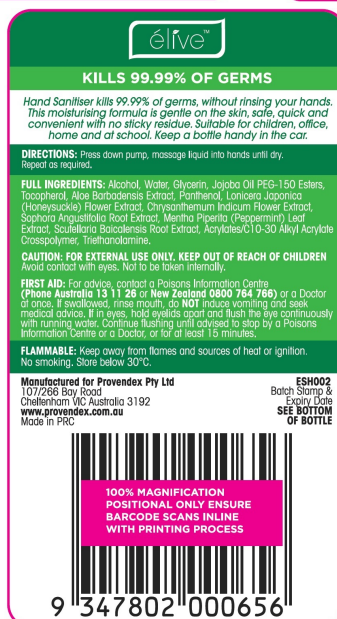 élive™
KILLS 99.99% OF GERMS
Hand Sanitiser kills 99.99% of germs, without rinsing your hands.
This moisturising formula is gentle on the skin, safe, quick and
convenient with no sticky residue. Suitable for children, office,
home and at school. Keep a bottle handy in the car.
DIRECTIONS: Press down pump, massage liquid into hands until dry.
Repeat as required.
FULL INGREDIENTS: Alcohol, Water, Glycerin, Jojoba Oil PEG-150 Esters,
Tocopherol, Aloe Barbadensis Extract, Panthenol, Lonicera Japonica
(Honeysuckle) Flower Extract, Chrysanthemum Indicum Flower Extract,
Sophora Angustifolia Root Extract, Mentha Piperita (Peppermint) Leaf
Extract, Scutellaria Baicalensis Root Extract, Acrylates/C10-30 Alkyl Acrylate
Crosspolymer, Triethanolamine.
CAUTION: FOR EXTERNAL USE ONLY. KEEP OUT OF REACH OF CHILDREN
Avoid contact with eyes. Not to be taken internally.
FIRST AID: For advice, contact a Poisons Information Centre
(Phone Australia 13 11 26 or New Zealand 0800 764 766) or a Doctor
at once. If swallowed, rinse mouth, do NOT induce vomiting and seek
medical advice. If in eyes, hold eyelids apart and flush the eye continuously
with running water. Continue flushing until advised to stop by a Poisons
Information Centre or a Doctor, or for at least 15 minutes.
FLAMMABLE: Keep away from flames and sources of heat or ignition.
No smoking. Store below 30°C.
Manufactured for Provendex Pty Ltd
107/266 Bay Road
Cheltenham VIC Australia 3192
www.provendex.com.au
Made in PRC
ESH002
Batch Stamp &
Expiry Date
SEE BOTTOM
OF BOTTLE
100% MAGNIFICATION
POSITIONAL ONLY ENSURE
BARCODE SCANS INLINE
WITH PRINTING PROCESS
9 347802 000656